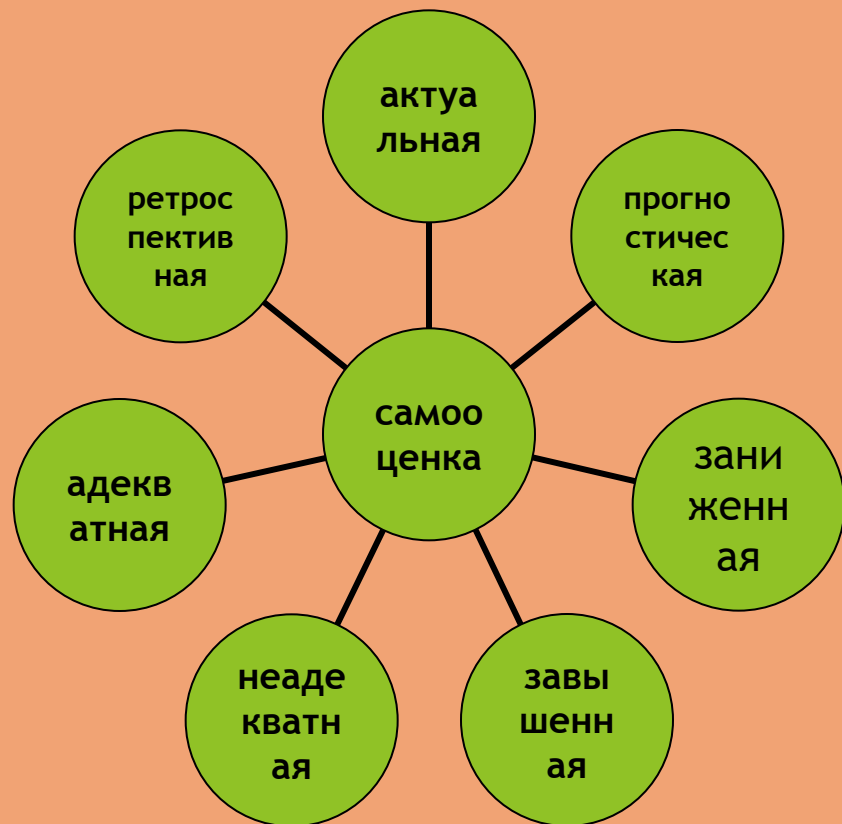 актуа
льная
ретрос
пектив
ная
прогно
стичес
кая
самоо
ценка
адекв
атная
зани
женн
ая
неаде
кватн
ая
завы
шенн
ая